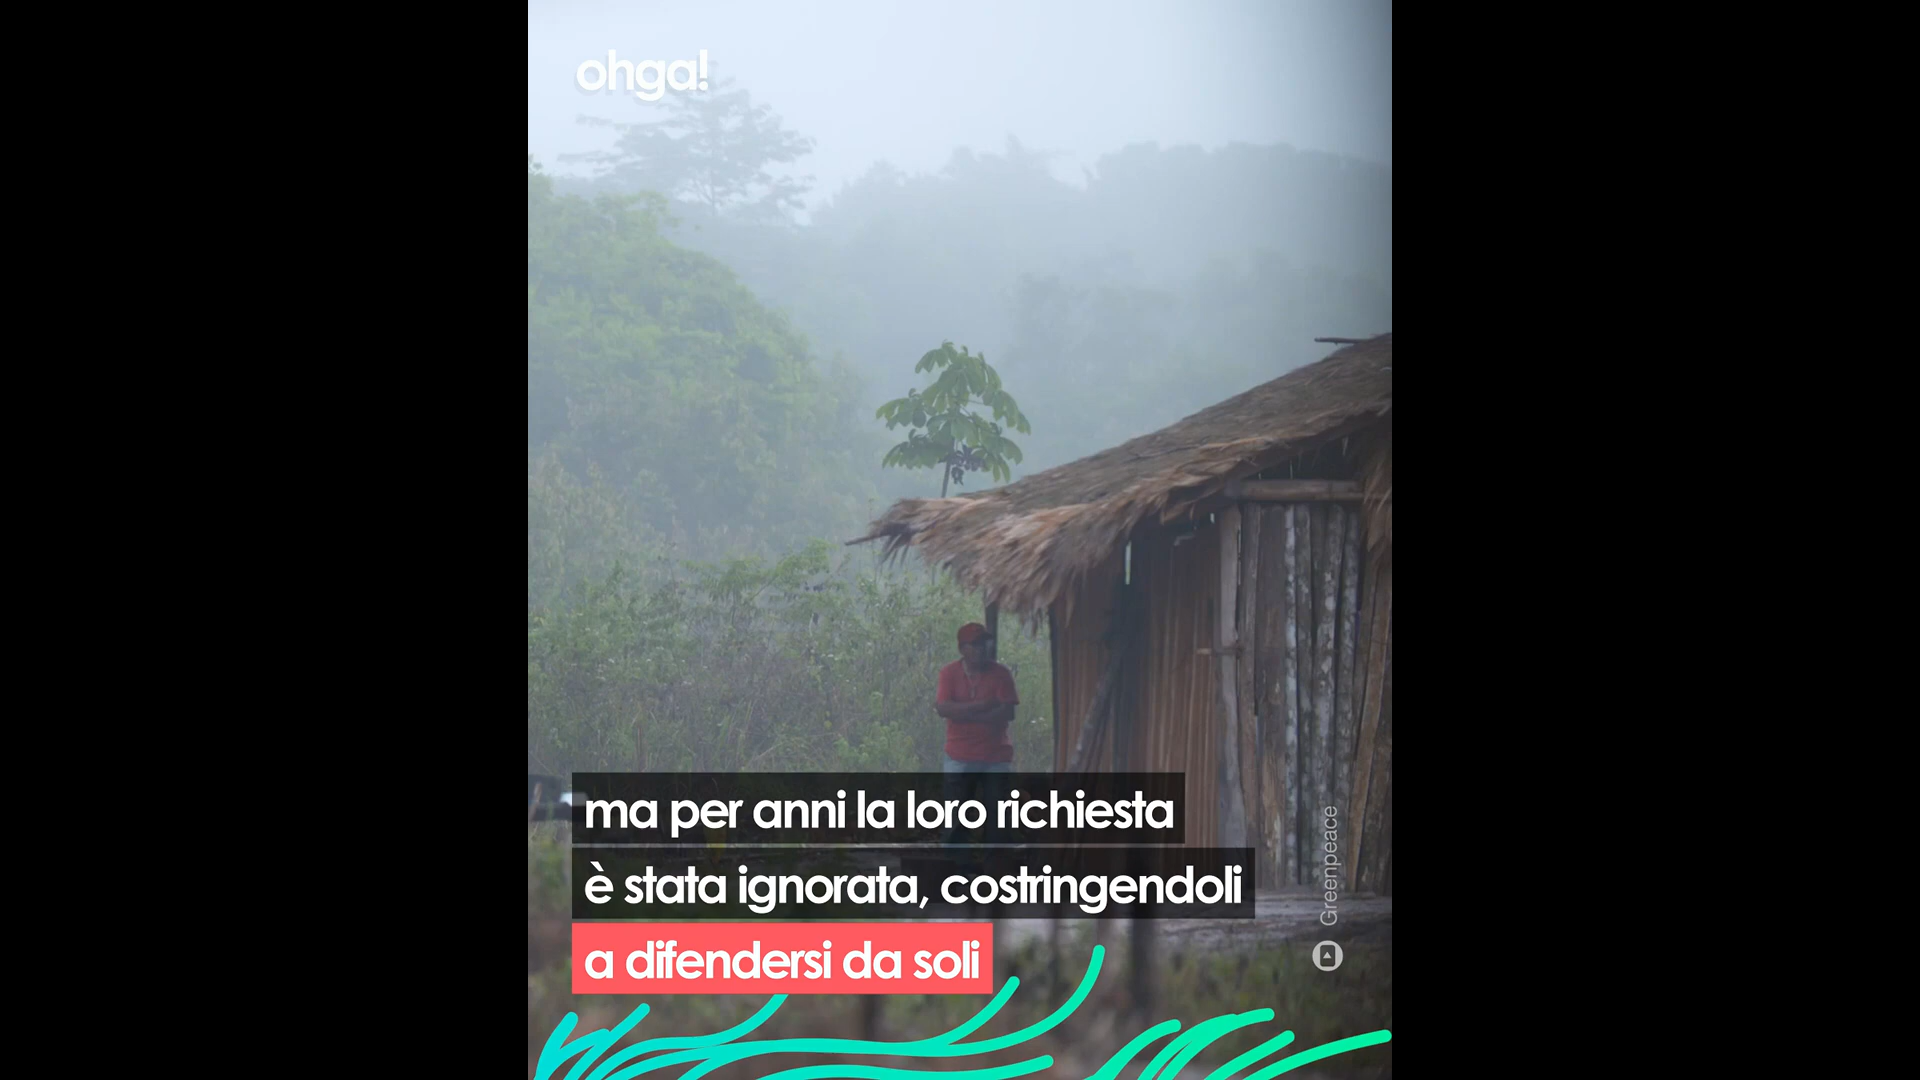 ohga!
ma per anni la loro richiesta
è stata ignorata, costringendoli
a difendersi da soli
Greenpeace